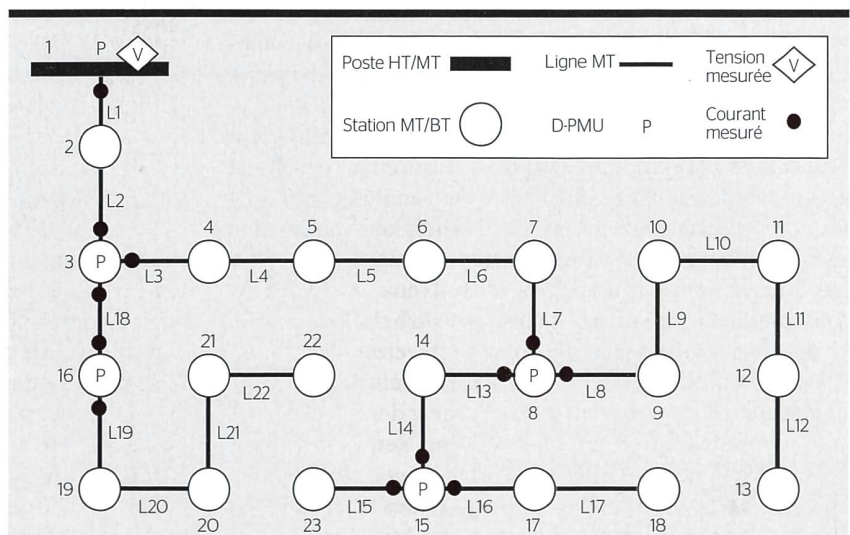 1 P V
Poste HT/MT Ligne MT Tension mesurée V
Station MT/BT D-PMU P Courant mesuré
L1
2
L2
4 5 6 7 10 L10 11
3 P L3 L4 L5 L6
L18 21 22 14 L7 L9 L11
16 P L22 L13 P L8 12
8 9
L19 L21 L14 L12
19 L20 L15 P L16 L17 13
20 23 15 17 18